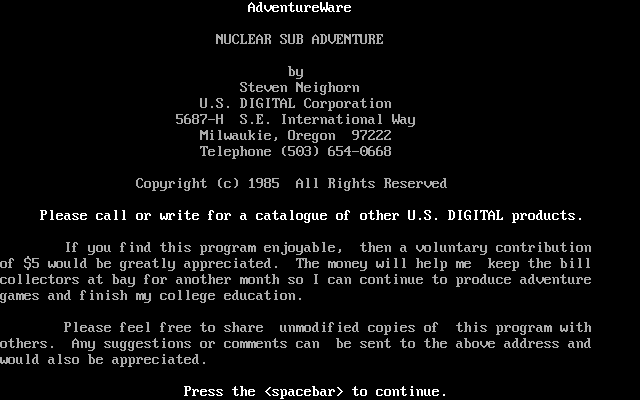 AdventureWare
NUCLEAR SUB ADVENTURE
by
Steven Neighorn
U.S. DIGITAL Corporation
5687-H  S.E. International Way
Milwaukie, Oregon  97222
Telephone (503) 654-0668
Copyright (c) 1985  All Rights Reserved
Please call or write for a catalogue of other U.S. DIGITAL products.
If you find this program enjoyable,  then a voluntary contribution
of $5 would be greatly appreciated.  The money will help me  keep the bill
collectors at bay for another month so I can continue to produce adventure
games and finish my college education.
Please feel free to share  unmodified copies of  this program with
others.  Any suggestions or comments can  be sent to the above address and
would also be appreciated.
Press the <spacebar> to continue.